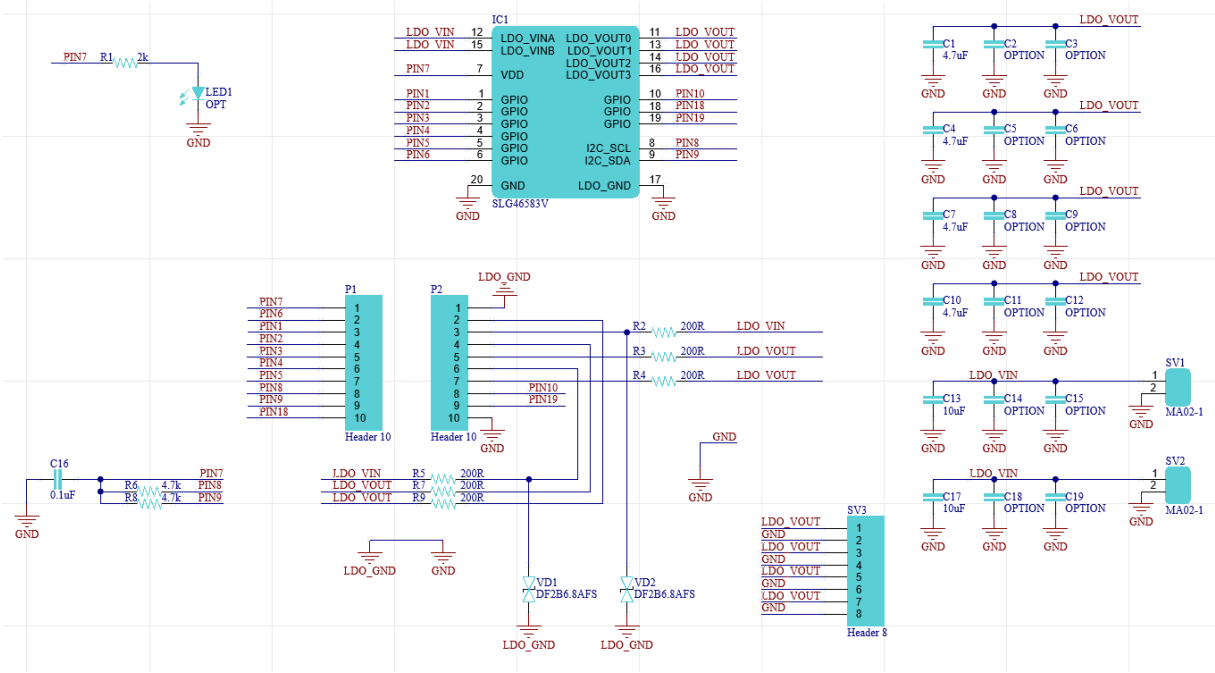 PIN7 R1 2k
LED1
OPT
GND
IC1
LDO_VIN 12 LDO_VINA LDO_VOUT0 11 LDO_VOUT
LDO_VIN 15 LDO_VINB LDO_VOUT1 13 LDO_VOUT
LDO_VOUT2 14 LDO_VOUT
PIN7 7 VDD LDO_VOUT3 16 LDO_VOUT
PIN1 1 GPIO GPIO 10 PIN10
PIN2 2 GPIO GPIO 18 PIN18
PIN3 3 GPIO GPIO 19 PIN19
PIN4 4 GPIO
PIN5 5 GPIO I2C_SCL 8 PIN8
PIN6 6 GPIO I2C_SDA 9 PIN9
20 GND LDO_GND 17
GND SLG46583V GND
LDO_VOUT
C1 C2 C3
4.7uF OPTION OPTION
GND GND GND
LDO_VOUT
C4 C5 C6
4.7uF OPTION OPTION
GND GND GND
LDO_VOUT
C7 C8 C9
4.7uF OPTION OPTION
GND GND GND
LDO_VOUT
C10 C11 C12
4.7uF OPTION OPTION
GND GND GND
LDO_VIN
C13 C14 C15
10uF OPTION OPTION
GND GND GND
SV1
1
2
MA02-1
GND
LDO_VIN
C17 C18 C19
10uF OPTION OPTION
GND GND GND
SV2
1
2
MA02-1
GND
P1
PIN7 1
PIN6 2
PIN1 3
PIN2 4
PIN3 5
PIN4 6
PIN5 7
PIN8 8
PIN9 9
PIN18 10
Header 10
P2
LDO_GND
1
2
3
4
5
6
7
8 PIN10
9 PIN19
10
Header 10
GND
R2 200R LDO_VIN
R3 200R LDO_VOUT
R4 200R LDO_VOUT
GND
GND
C16
0.1uF
GND
PIN7
R6 4.7k PIN8
R8 4.7k PIN9
LDO_VIN R5 200R
LDO_VOUT R7 200R
LDO_VOUT R9 200R
LDO_GND GND
VD1
DF2B6.8AFS
LDO_GND
VD2
DF2B6.8AFS
LDO_GND
SV3
LDO_VOUT 1
GND 2
LDO_VOUT 3
GND 4
LDO_VOUT 5
GND 6
LDO_VOUT 7
GND 8
Header 8